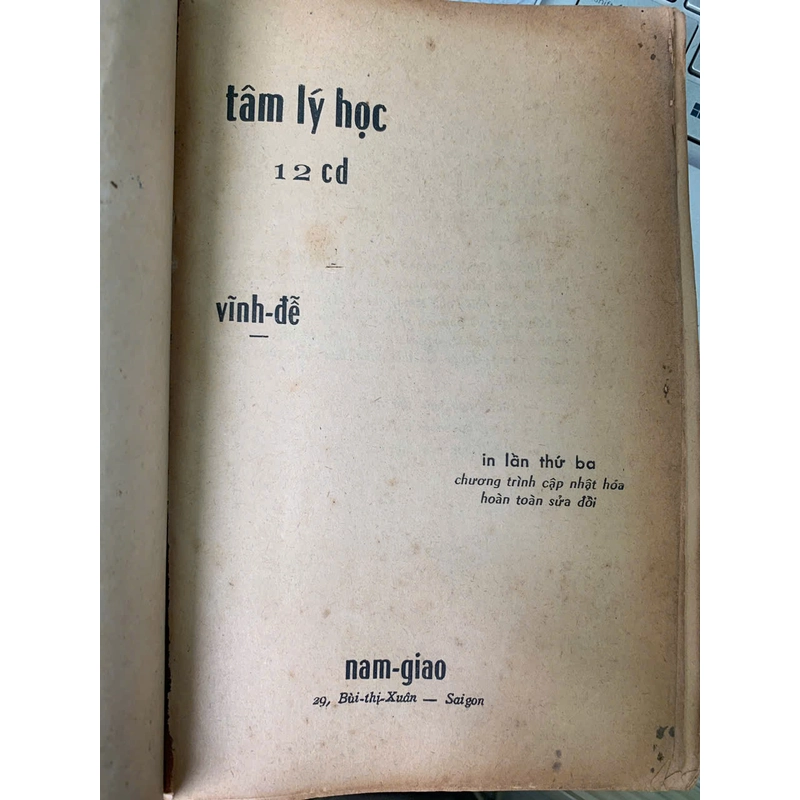 tâm lý học
12 cd
vĩnh-đễ
in lần thứ ba
chương trình cập nhật hóa
hoàn toàn sửa đổi
nam-giao
29, Bùi-thị-Xuân — Saigon